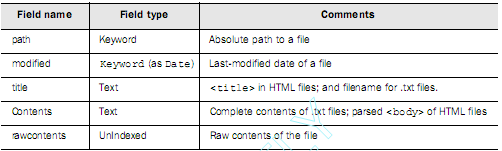 Field name Field type Comments
path Keyword Absolute path to a file
modified Keyword (as Date) Last-modified date of a file
title Text <title> in HTML files; and filename for .txt files.
Contents Text Complete contents of .txt files; parsed <body> of HTML files
rawcontents UnIndexed Raw contents of the file